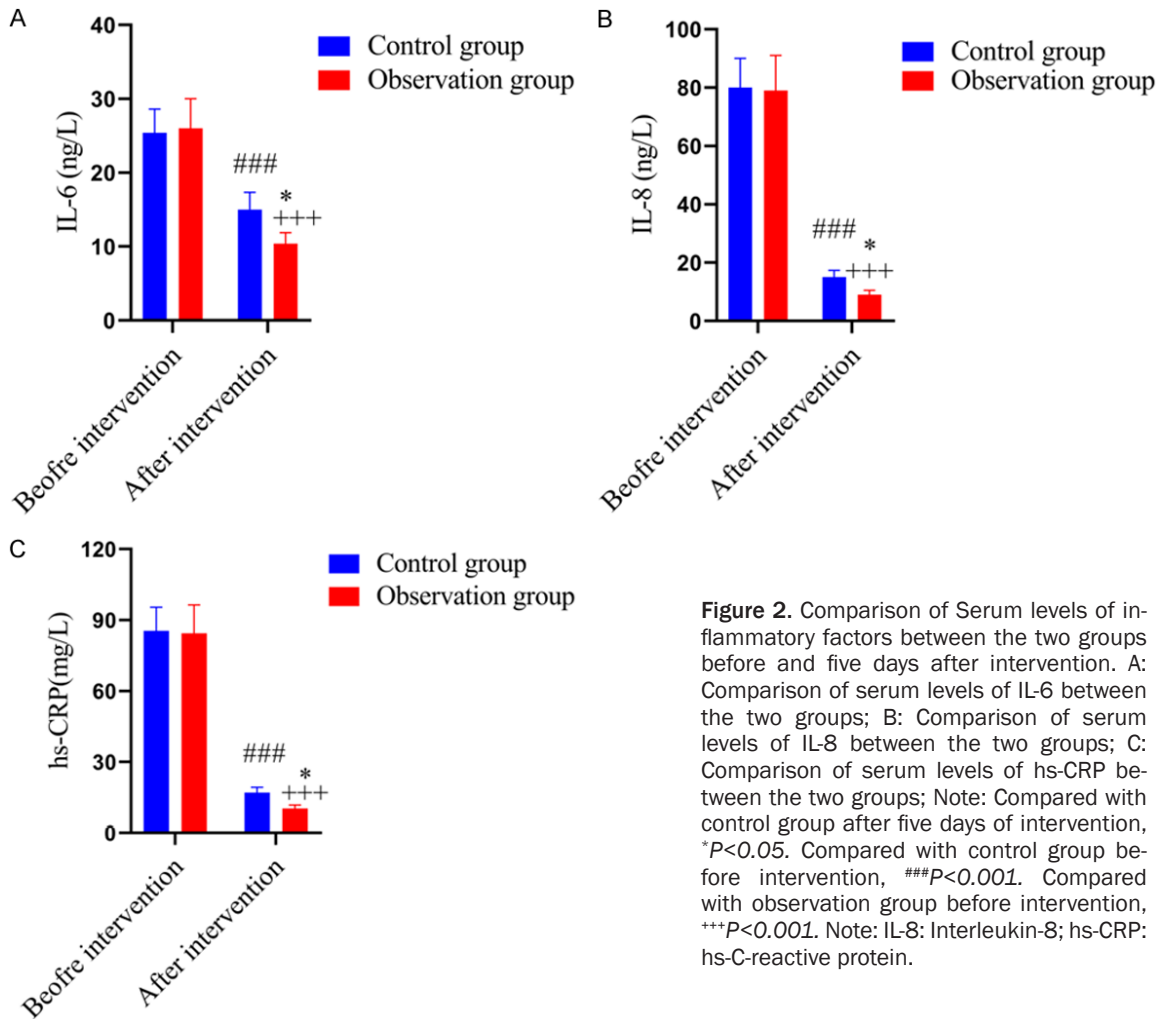 A
40
30
20
10
0
IL-6 (ng/L)
Control group
Observation group
###
*
+++
Beofre intervention
After intervention
B
100
80
60
40
20
0
IL-8 (ng/L)
Control group
Observation group
###
*
+++
Beofre intervention
After intervention
C
120
90
60
30
0
hs-CRP(mg/L)
Control group
Observation group
###
*
+++
Beofre intervention
After intervention
Figure 2. Comparison of Serum levels of in-
flammatory factors between the two groups
before and five days after intervention. A:
Comparison of serum levels of IL-6 between
the two groups; B: Comparison of serum
levels of IL-8 between the two groups; C:
Comparison of serum levels of hs-CRP be-
tween the two groups; Note: Compared with
control group after five days of intervention,
*P<0.05. Compared with control group be-
fore intervention, ###P<0.001. Compared
with observation group before intervention,
+++P<0.001. Note: IL-8: Interleukin-8; hs-CRP:
hs-C-reactive protein.